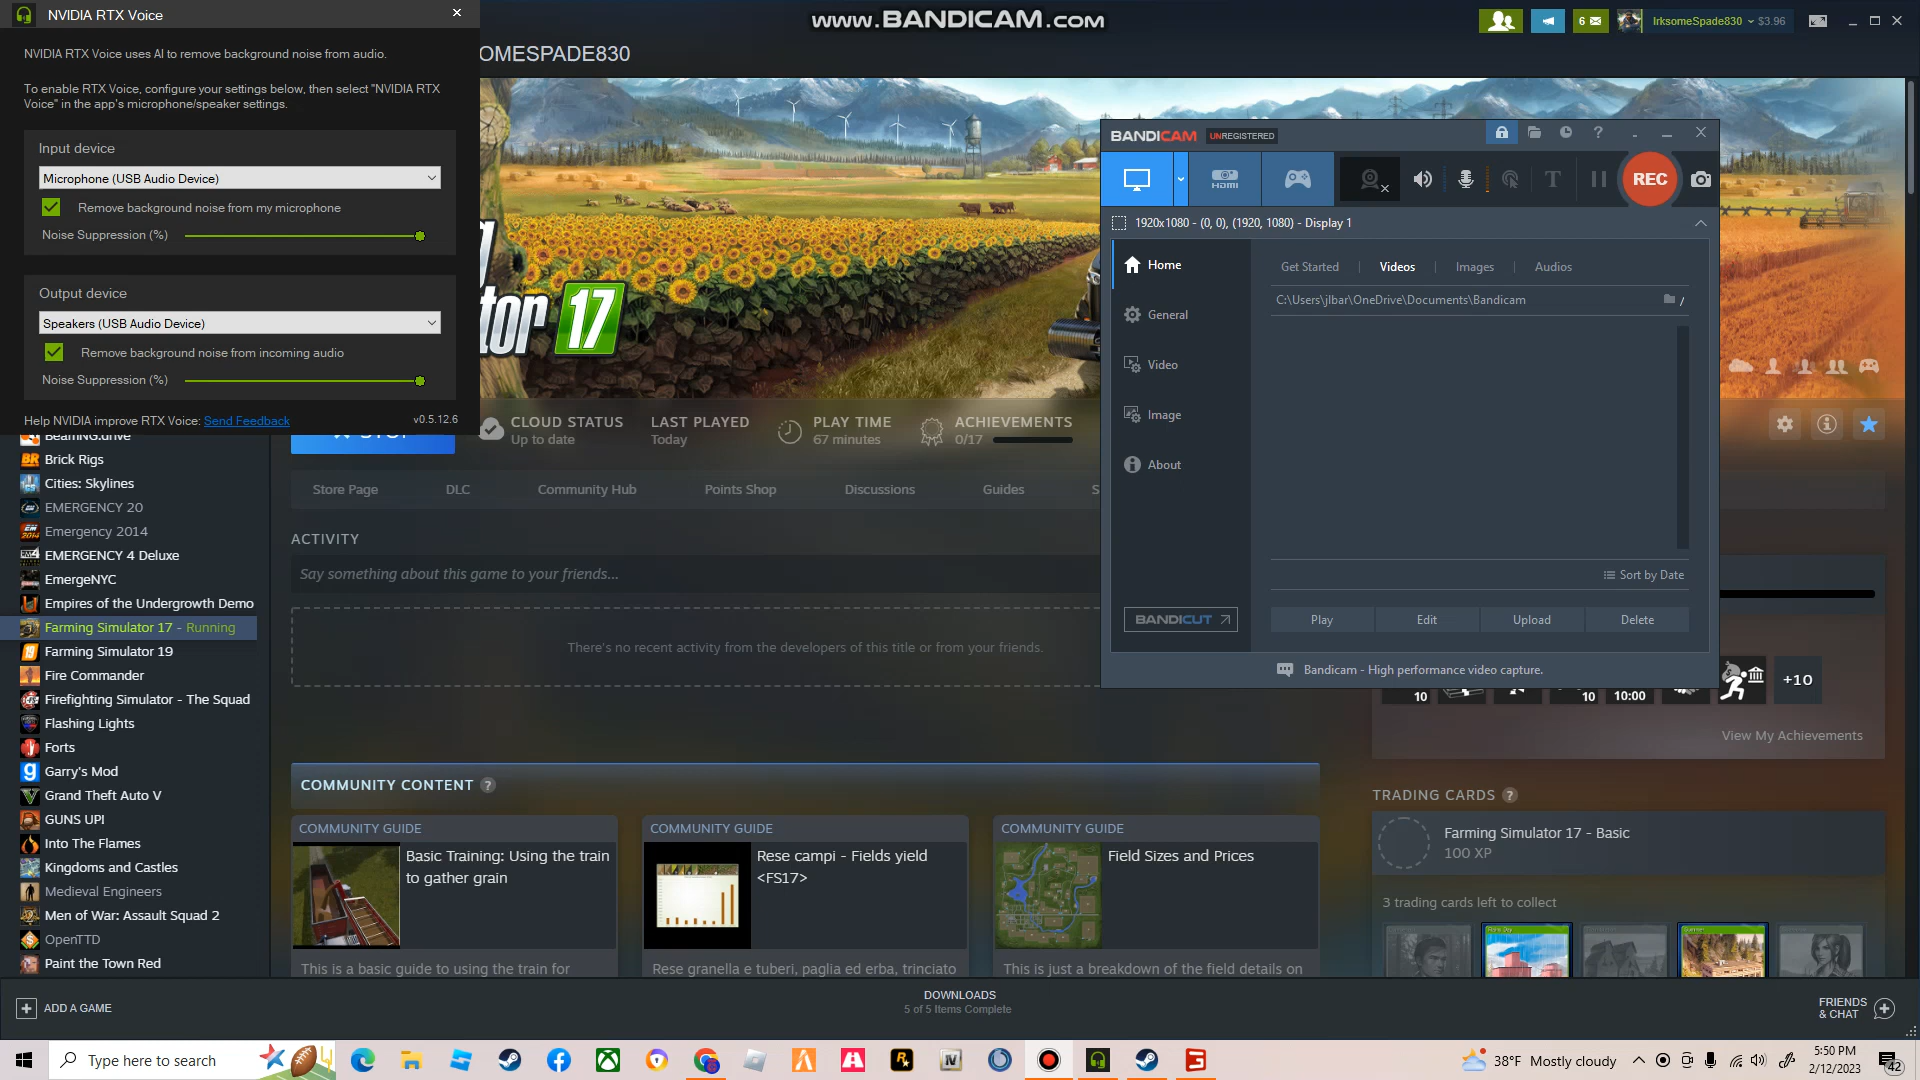 NVIDIA RTX Voice
NVIDIA RTX Voice uses AI to remove background noise from audio.
To enable RTX Voice, configure your settings below, then select "NVIDIA RTX
Voice" in the app's microphone/speaker settings.
Input device
Microphone (USB Audio Device)
Remove background noise from my microphone
Noise Suppression (%)
Output device
Speakers (USB Audio Device)
Remove background noise from incoming audio
Noise Suppression (%)
Help NVIDIA improve RTX Voice: Send Feedback
v0.5.12.6
www.BANDICAM.com
OMESPADE830
6
IrksomeSpade830
$3.96
17
BANDICAM UNREGISTERED
HDMI
T
REC
1920x1080 - (0, 0), (1920, 1080) - Display 1
Home
General
Video
Image
About
BANDICUT
Get Started
Videos
Images
Audios
C:\Users\jlbar\OneDrive\Documents\Bandicam
Sort by Date
Play
Edit
Upload
Delete
Bandicam - High performance video capture.
CLOUD STATUS
Up to date
LAST PLAYED
Today
PLAY TIME
67 minutes
ACHIEVEMENTS
0/17
Store Page
DLC
Community Hub
Points Shop
Discussions
Guides
S
ACTIVITY
Say something about this game to your friends...
There's no recent activity from the developers of this title or from your friends.
BeamNG.drive
Brick Rigs
Cities: Skylines
EMERGENCY 20
Emergency 2014
EMERGENCY 4 Deluxe
EmergeNYC
Empires of the Undergrowth Demo
Farming Simulator 17 - Running
Farming Simulator 19
Fire Commander
Firefighting Simulator - The Squad
Flashing Lights
Forts
Garry's Mod
Grand Theft Auto V
GUNS UP!
Into The Flames
Kingdoms and Castles
Medieval Engineers
Men of War: Assault Squad 2
OpenTTD
Paint the Town Red
10
10
10:00
+10
View My Achievements
COMMUNITY CONTENT ?
COMMUNITY GUIDE
Basic Training: Using the train
to gather grain
This is a basic guide to using the train for
COMMUNITY GUIDE
Rese campi - Fields yield
<FS17>
Rese granella e tuberi, paglia ed erba, trinciato
COMMUNITY GUIDE
Field Sizes and Prices
This is just a breakdown of the field details on
TRADING CARDS ?
Farming Simulator 17 - Basic
100 XP
3 trading cards left to collect
ADD A GAME
DOWNLOADS
5 of 5 Items Complete
FRIENDS
& CHAT
Type here to search
38°F Mostly cloudy
5:50 PM
2/12/2023
42